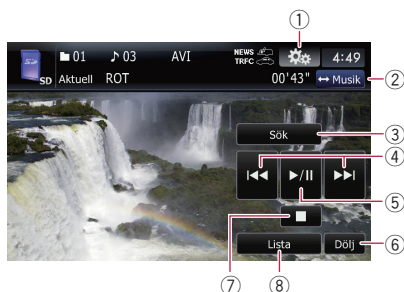 ①
01 03 AVI NEWS TRFC 4:49
SD Aktuell ROT 00'43" ↔ Musik ②
Sök ③
④
▶/II ⑤
Lista Dölj ⑥
⑦ ⑧